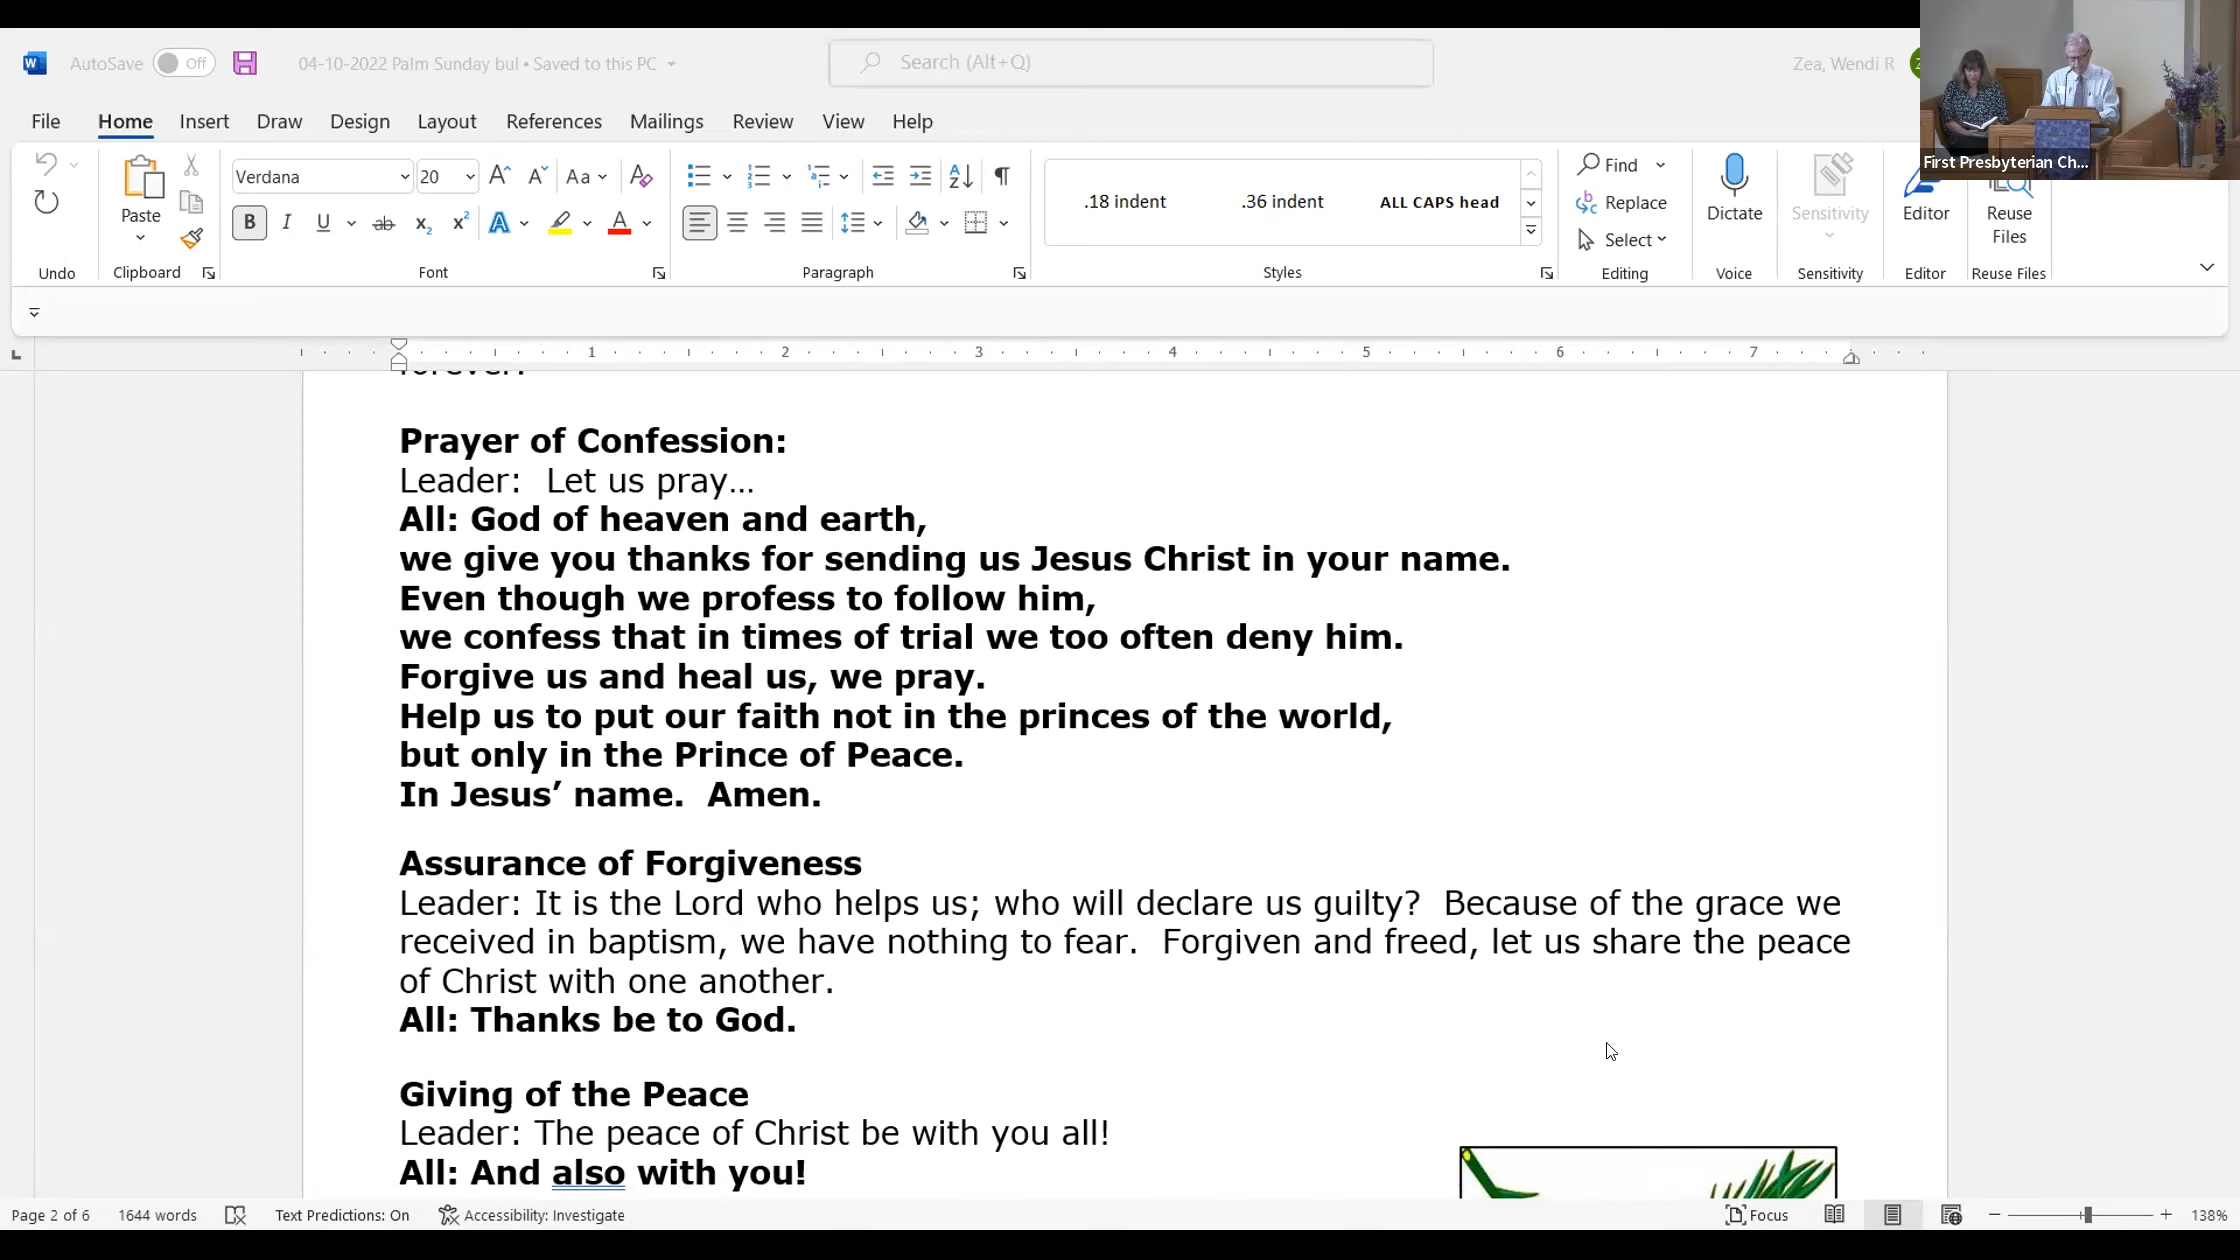 AutoSave Off 04-10-2022 Palm Sunday bul • Saved to this PC Search (Alt+Q) Zea, Wendi R
File Home Insert Draw Design Layout References Mailings Review View Help
First Presbyterian Ch...
Verdana 20 Aa
.18 indent .36 indent ALL CAPS head
Find
Replace
Select
Paste
B I U ab x₂ x² A A
Dictate Sensitivity Editor Reuse Files
Undo Clipboard Font Paragraph Styles Editing Voice Sensitivity Editor Reuse Files
1 2 3 4 5 6 7
Prayer of Confession:
Leader:  Let us pray...
All: God of heaven and earth,
we give you thanks for sending us Jesus Christ in your name.
Even though we profess to follow him,
we confess that in times of trial we too often deny him.
Forgive us and heal us, we pray.
Help us to put our faith not in the princes of the world,
but only in the Prince of Peace.
In Jesus’ name.  Amen.
Assurance of Forgiveness
Leader: It is the Lord who helps us; who will declare us guilty?  Because of the grace we
received in baptism, we have nothing to fear.  Forgiven and freed, let us share the peace
of Christ with one another.
All: Thanks be to God.
Giving of the Peace
Leader: The peace of Christ be with you all!
All: And also with you!
Page 2 of 6 1644 words Text Predictions: On Accessibility: Investigate Focus 138%